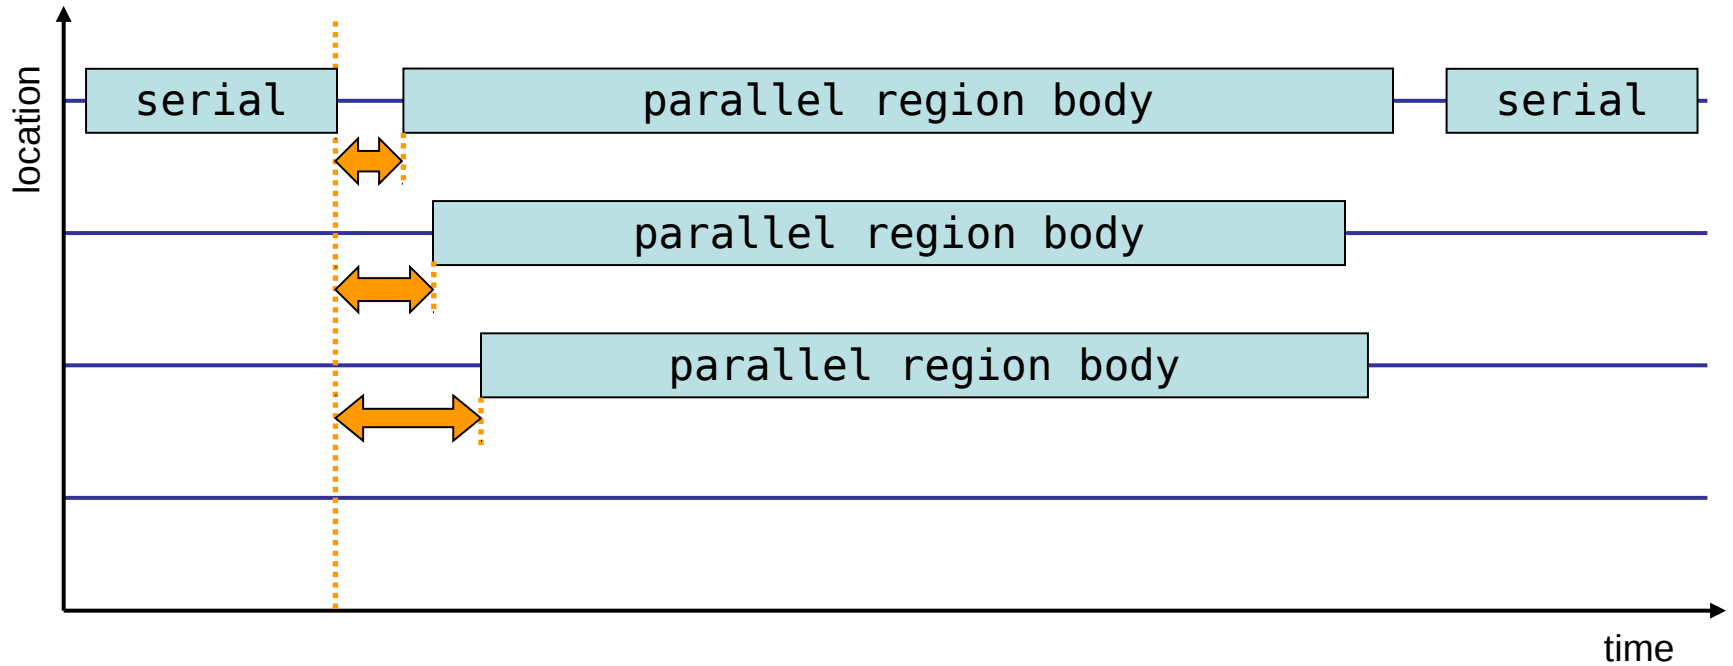 location
serial
parallel region body
serial
parallel region body
parallel region body
time